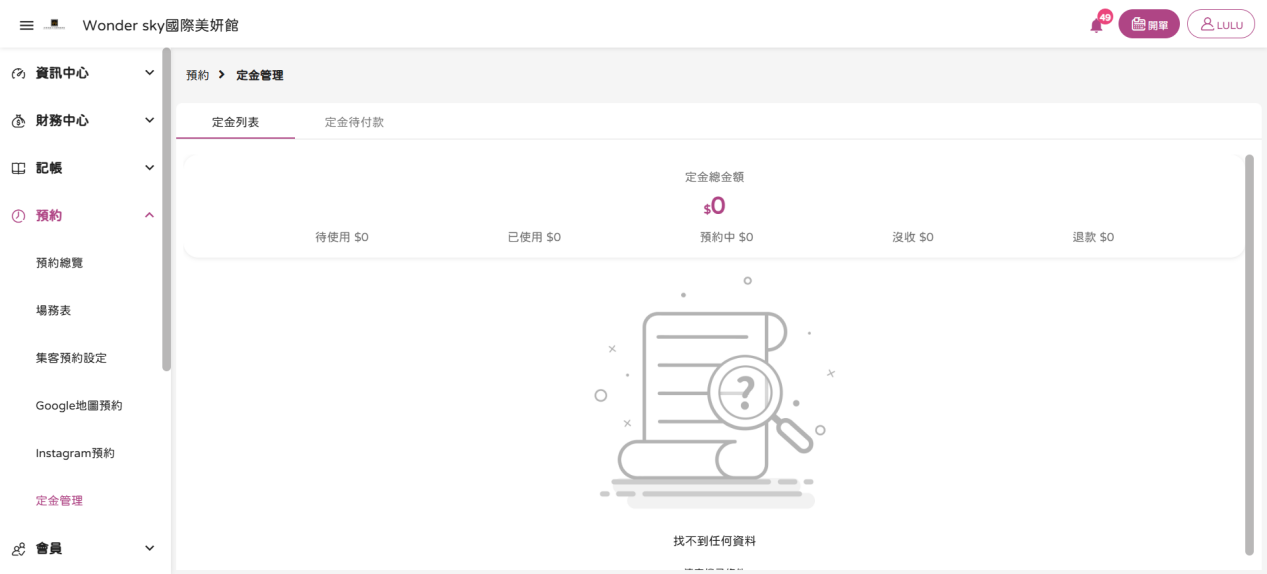 Wonder sky國際美妍館
49
開單
LULU
資訊中心
財務中心
記帳
預約
預約總覽
場務表
集客預約設定
Google地圖預約
Instagram預約
定金管理
會員
預約 > 定金管理
定金列表 定金待付款
定金總金額
$0
待使用 $0 已使用 $0 預約中 $0 沒收 $0 退款 $0
?
找不到任何資料